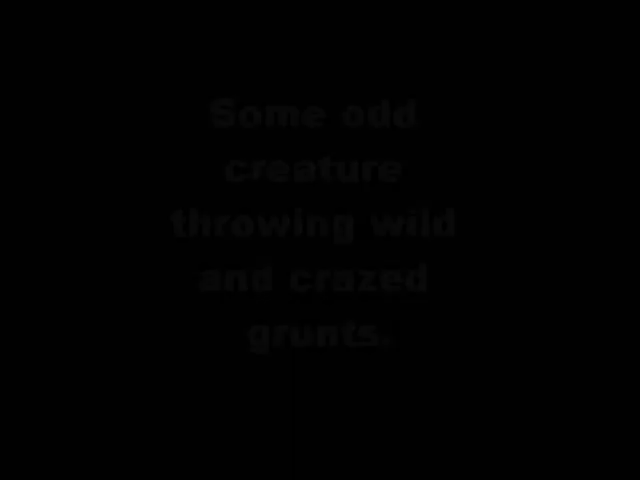 Some odd
creature
throwing wild
and crazed
grunts.